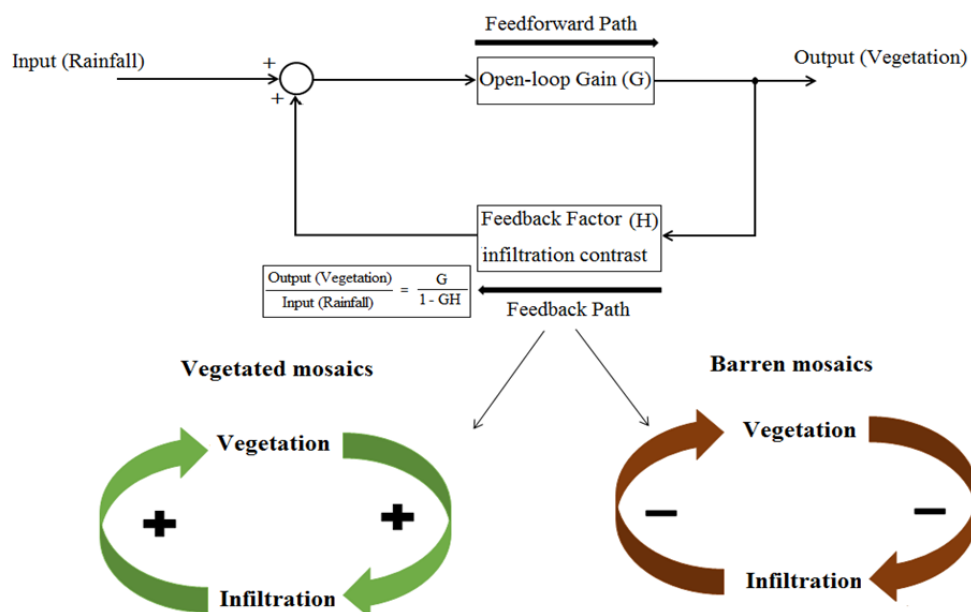 Feedforward Path
Input (Rainfall)
+
+
Open-loop Gain (G)
Output (Vegetation)
Feedback Factor (H)
infiltration contrast
Output (Vegetation)
Input (Rainfall)
=
G
1 - GH
Feedback Path
Vegetated mosaics
Vegetation
+
+
Infiltration
Barren mosaics
Vegetation
−
−
Infiltration